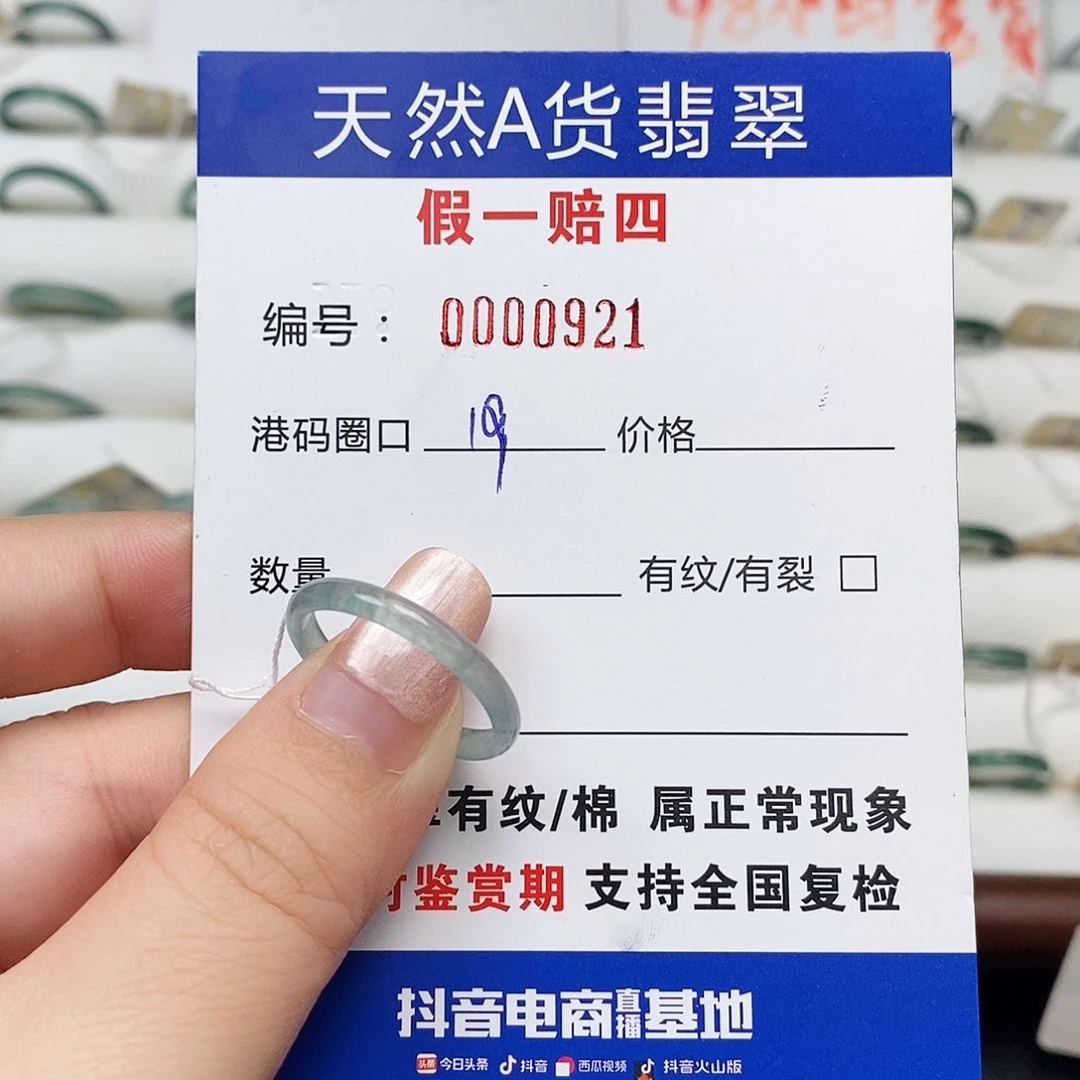 天然A货翡翠
假一赔四
编号： 0000921
港码圈口 19 价格
数量 有纹/有裂 □
有纹/棉 属正常现象
鉴赏期 支持全国复检
抖音电商直播基地
头条 今日头条 抖音 西瓜视频 抖音火山版